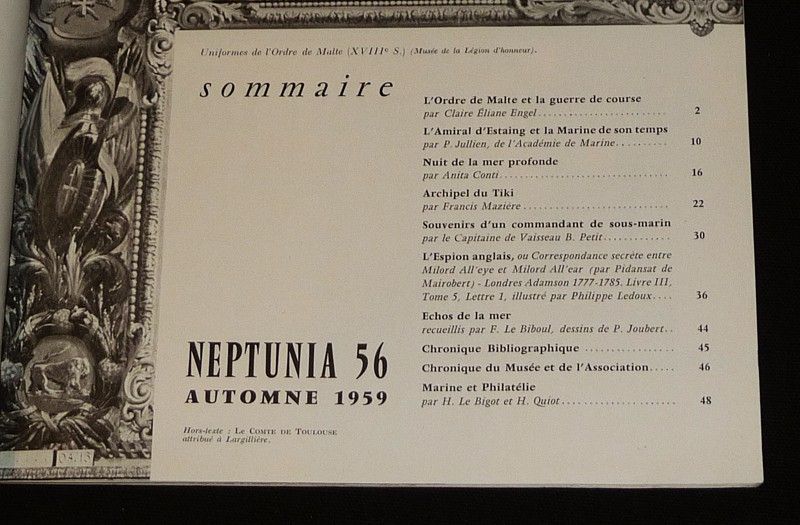 Uniformes de l'Ordre de Malte (XVIIIe S.) (Musée de la Légion d'honneur).
sommaire
L'Ordre de Malte et la guerre de course
par Claire Éliane Engel........................ 2
L'Amiral d'Estaing et la Marine de son temps
par P. Jullien, de l'Académie de Marine.......... 10
Nuit de la mer profonde
par Anita Conti................................ 16
Archipel du Tiki
par Francis Mazière............................ 22
Souvenirs d'un commandant de sous-marin
par le Capitaine de Vaisseau B. Petit............. 30
L'Espion anglais, ou Correspondance secrète entre
Milord All'eye et Milord All'ear (par Pidansat de
Mairobert) - Londres Adamson 1777-1785. Livre III,
Tome 5, Lettre 1, illustré par Philippe Ledoux.... 36
Echos de la mer
recueillis par F. Le Biboul, dessins de P. Joubert.. 44
Chronique Bibliographique ................ 45
Chronique du Musée et de l'Association..... 46
Marine et Philatélie
par H. Le Bigot et H. Quiot.................... 48
NEPTUNIA 56
AUTOMNE 1959
Hors-texte : Le Comte de Toulouse
attribué à Largillière.